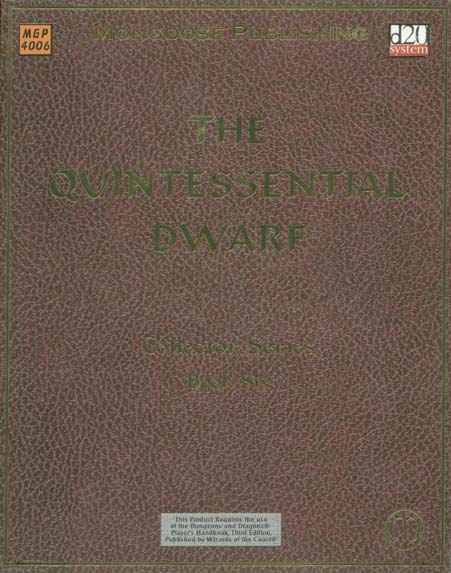 MGP
4006
MONGOOSE PUBLISHING
d20
system
THE
QUINTESSENTIAL
DWARF
Collector Series
Book Six
This Product Requires the use
of the Dungeons and Dragons®
Player's Handbook, Third Edition,
Published by Wizards of the Coast®